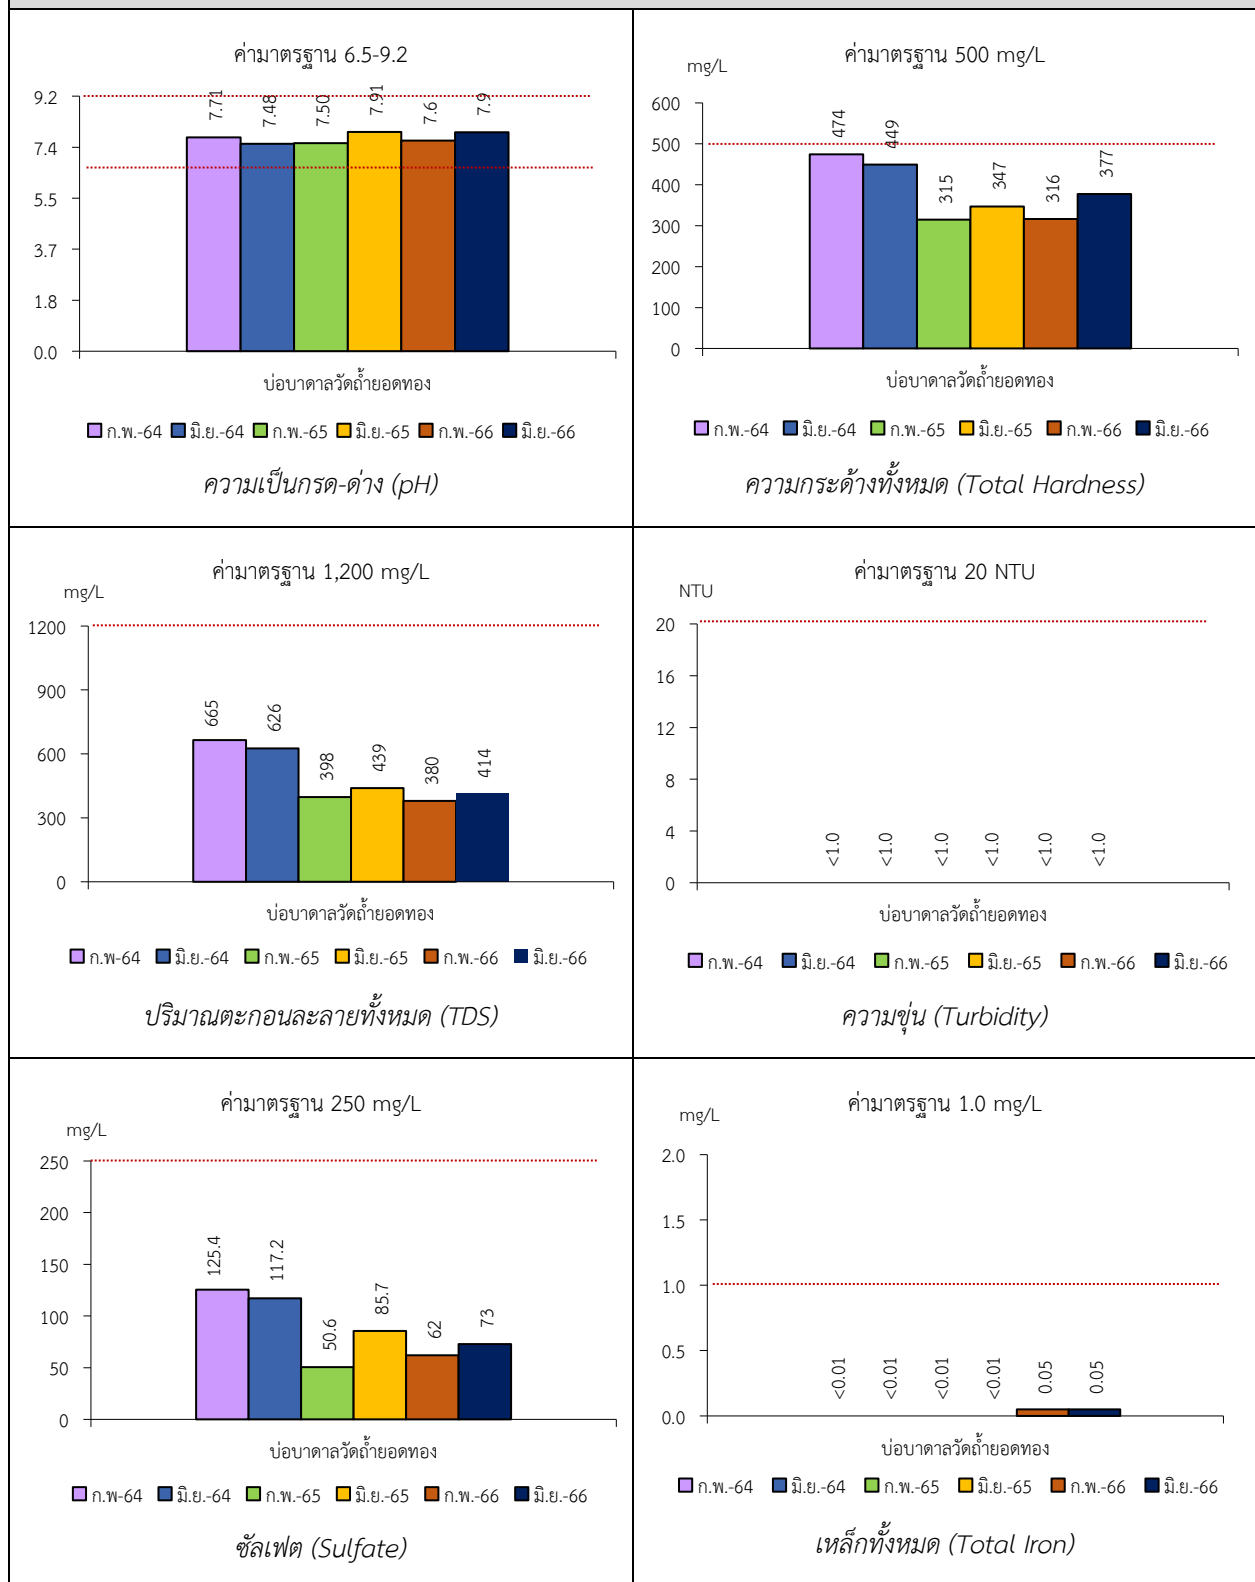 ค่ามาตรฐาน 6.5-9.2
9.2
7.4
5.5
3.7
1.8
0.0
7.71
7.48
7.50
7.91
7.6
7.9
บ่อบาดาลวัดถ้ำยอดทอง
ก.พ.-64 มิ.ย.-64 ก.พ.-65 มิ.ย.-65 ก.พ.-66 มิ.ย.-66
ความเป็นกรด-ด่าง (pH)
ค่ามาตรฐาน 500 mg/L
mg/L
600
500
400
300
200
100
0
474
449
315
347
316
377
บ่อบาดาลวัดถ้ำยอดทอง
ก.พ.-64 มิ.ย.-64 ก.พ.-65 มิ.ย.-65 ก.พ.-66 มิ.ย.-66
ความกระด้างทั้งหมด (Total Hardness)
ค่ามาตรฐาน 1,200 mg/L
mg/L
1200
900
600
300
0
665
626
398
439
380
414
บ่อบาดาลวัดถ้ำยอดทอง
ก.พ-64 มิ.ย.-64 ก.พ.-65 มิ.ย.-65 ก.พ.-66 มิ.ย.-66
ปริมาณตะกอนละลายทั้งหมด (TDS)
ค่ามาตรฐาน 20 NTU
NTU
20
16
12
8
4
0
<1.0
<1.0
<1.0
<1.0
<1.0
<1.0
บ่อบาดาลวัดถ้ำยอดทอง
ก.พ.-64 มิ.ย.-64 ก.พ.-65 มิ.ย.-65 ก.พ.-66 มิ.ย.-66
ความขุ่น (Turbidity)
ค่ามาตรฐาน 250 mg/L
mg/L
250
200
150
100
50
0
125.4
117.2
50.6
85.7
62
73
บ่อบาดาลวัดถ้ำยอดทอง
ก.พ-64 มิ.ย.-64 ก.พ.-65 มิ.ย.-65 ก.พ.-66 มิ.ย.-66
ซัลเฟต (Sulfate)
ค่ามาตรฐาน 1.0 mg/L
mg/L
2.0
1.5
1.0
0.5
0.0
<0.01
<0.01
<0.01
<0.01
0.05
0.05
บ่อบาดาลวัดถ้ำยอดทอง
ก.พ.-64 มิ.ย.-64 ก.พ.-65 มิ.ย.-65 ก.พ.-66 มิ.ย.-66
เหล็กทั้งหมด (Total Iron)